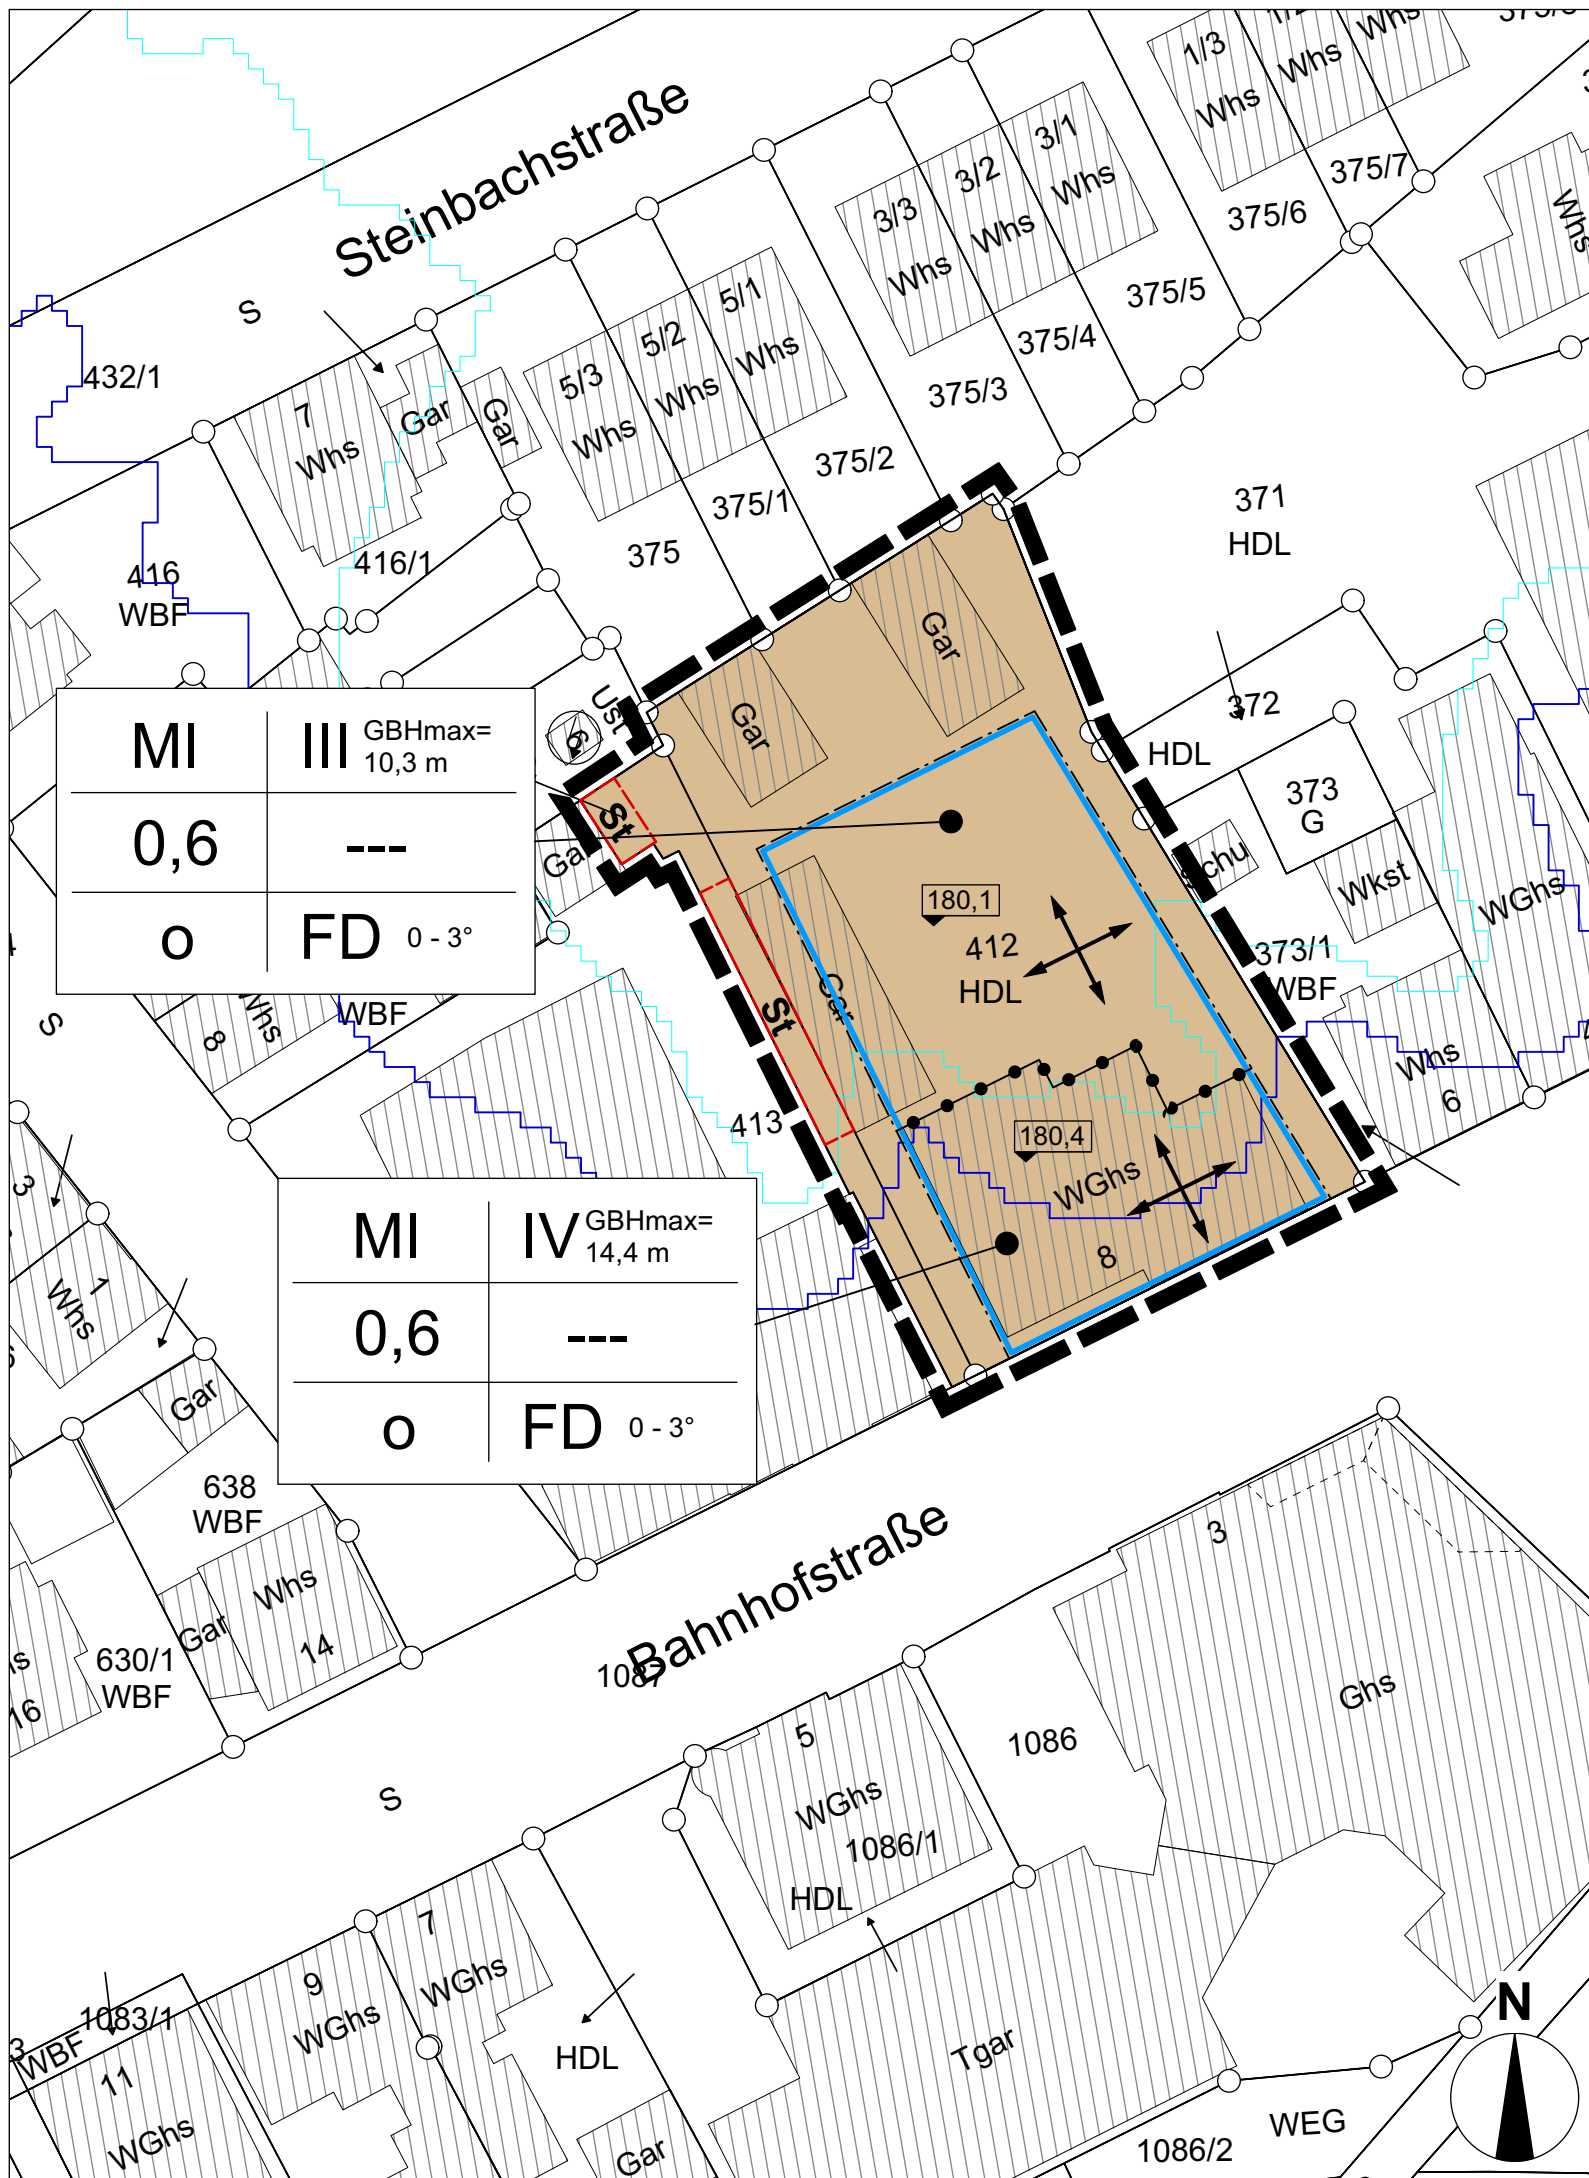 Steinbachstraße
S
432/1
7
Whs
Gar
Gar
5/3
Whs
5/2
Whs
5/1
Whs
3/3
Whs
3/2
Whs
3/1
Whs
1/3
Whs
Whs
Whs
375/7
375/6
375/5
375/4
375/3
375/2
375/1
375
416/1
416
WBF
Whs
371
HDL
372
HDL
373
G
Wkst
WGhs
Schu
373/1
WBF
Whs
6
Ust
6
Gar
Gar
St
MI
III
GBHmax=
10,3 m
0,6
---
o
FD 0 - 3°
180,1
412
HDL
Gar
St
180,4
WGhs
8
413
WBF
Whs
8
S
MI
IV
GBHmax=
14,4 m
0,6
---
o
FD 0 - 3°
3
1
Whs
Gar
638
WBF
Whs
14
Gar
630/1
WBF
16
Bahnhofstraße
1087
S
3
Ghs
5
WGhs
1086/1
HDL
1086
7
WGhs
9
WGhs
1083/1
WBF
11
WGhs
HDL
Gar
Tgar
1086/2
WEG
N